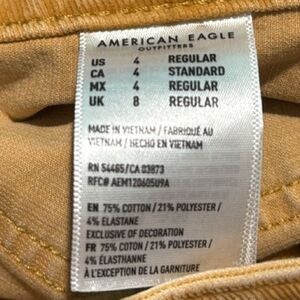 AMERICAN EAGLE
OUTFITTERS
US 4 REGULAR
CA 4 STANDARD
MX 4 REGULAR
UK 8 REGULAR
MADE IN VIETNAM / FABRIQUÉ AU
VIETNAM / HECHO EN VIETNAM
RN 54485/CA 03873
RFC# AEM120605U9A
EN 75% COTTON / 21% POLYESTER /
4% ELASTANE
EXCLUSIVE OF DECORATION
FR 75% COTON / 21% POLYESTER /
4% ÉLASTHANNE
À L'EXCEPTION DE LA GARNITURE